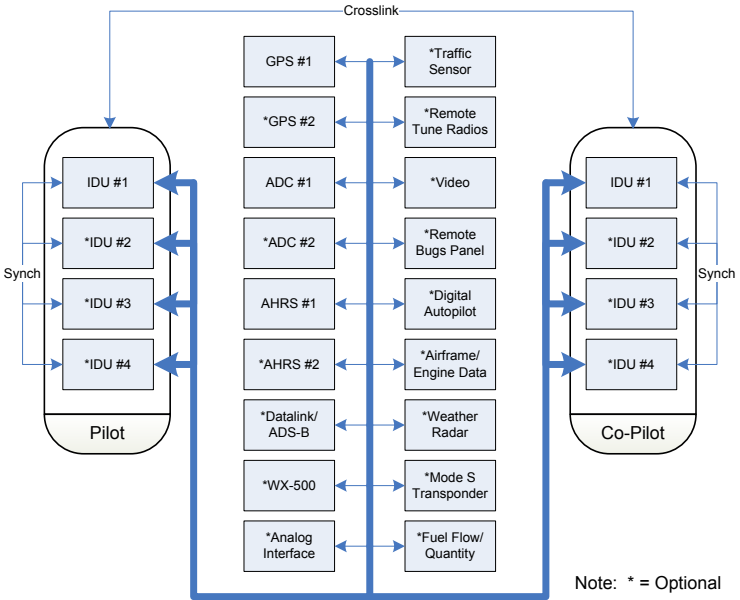 Crosslink
GPS #1
*Traffic
Sensor
*GPS #2
*Remote
Tune Radios
ADC #1
*Video
*ADC #2
*Remote
Bugs Panel
AHRS #1
*Digital
Autopilot
*AHRS #2
*Airframe/
Engine Data
*Datalink/
ADS-B
*Weather
Radar
*WX-500
*Mode S
Transponder
*Analog
Interface
*Fuel Flow/
Quantity
IDU #1
*IDU #2
Synch
*IDU #3
*IDU #4
Pilot
IDU #1
*IDU #2
Synch
*IDU #3
*IDU #4
Co-Pilot
Note: * = Optional